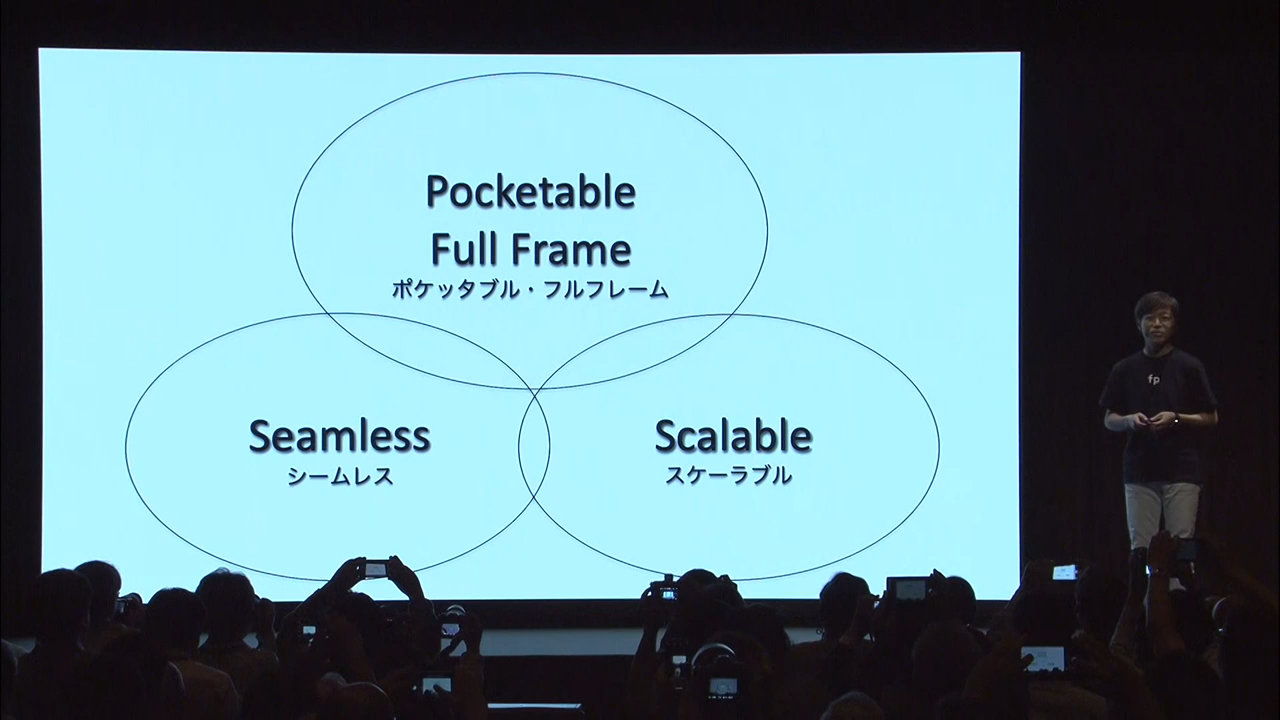 Pocketable
Full Frame
ポケッタブル・フルフレーム
Seamless
シームレス
Scalable
スケーラブル
fp